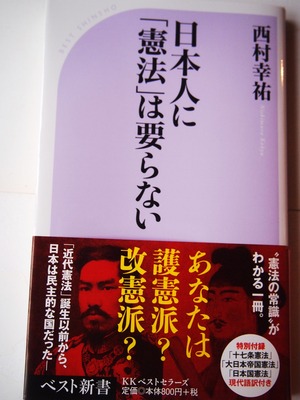 西村幸祐
日本人に
「憲法」は要らない
"憲法の常識"が
わかる一冊。
あなたは
護憲派?
改憲派?
特別付録
「十七条憲法」
「大日本帝国憲法」
「日本国憲法」
現代語訳付き
「近代憲法」誕生以前から、
日本は民主的な国だった―
ベスト新書
KKベストセラーズ
定価◎本体800円+税